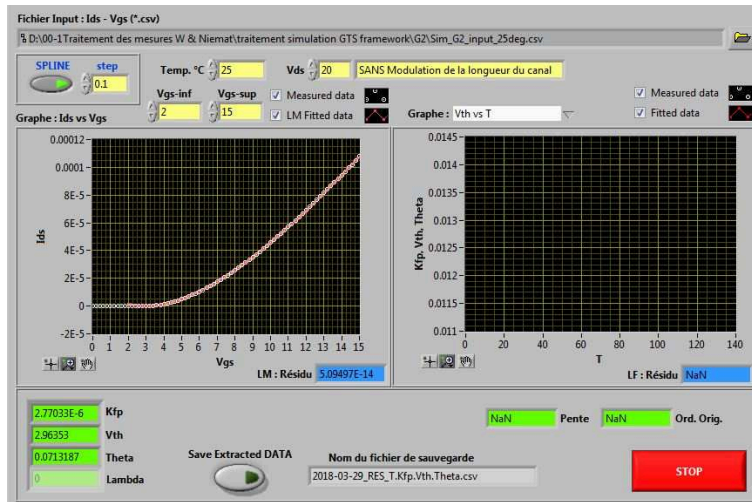 Fichier Input : Ids - Vgs (*.csv)
D:\00-1Traitement des mesures W & Niemat\traitement simulation GTS framework\G2\Sim_G2_input_25deg.csv
SPLINE step Temp. °C 25 Vds 20 SANS Modulation de la longueur du canal
0.1
Vgs-inf Vgs-sup Measured data Measured data
2 15 LM Fitted data Graphe : Vth vs T Fitted data
Graphe : Ids vs Vgs
0.00012
0.0001
8E-5
6E-5
4E-5
2E-5
0
-2E-5
Ids
0 1 2 3 4 5 6 7 8 9 10 11 12 13 14 15
Vgs
LM : Résidu 5.09497E-14
0.0145
0.014
0.0135
0.013
0.0125
0.012
0.0115
0.011
Kfp, Vth, Theta
0 20 40 60 80 100 120 140
T
LF : Résidu NaN
2.77033E-6 Kfp
2.96353 Vth
0.0713187 Theta
0 Lambda
Save Extracted DATA
Nom du fichier de sauvegarde
2018-03-29_RES_T.Kfp.Vth.Theta.csv
NaN Pente NaN Ord. Orig.
STOP